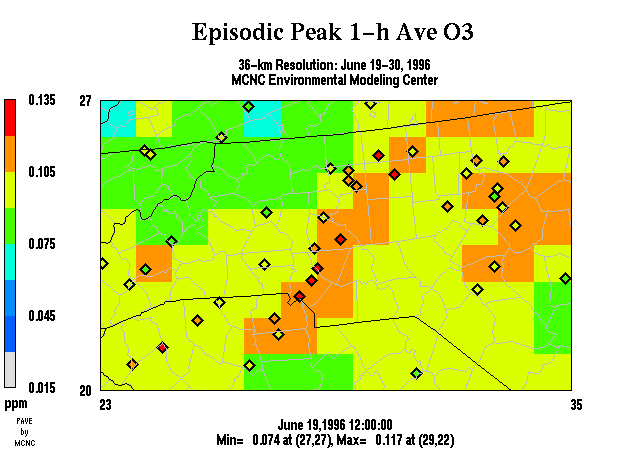 Episodic Peak 1-h Ave O3
36-km Resolution: June 19-30, 1996
MCNC Environmental Modeling Center
27
0.135
0.105
0.075
0.045
0.015
ppm
20
23
35
PAVE
by
MCNC
June 19,1996 12:00:00
Min= 0.074 at (27,27), Max= 0.117 at (29,22)